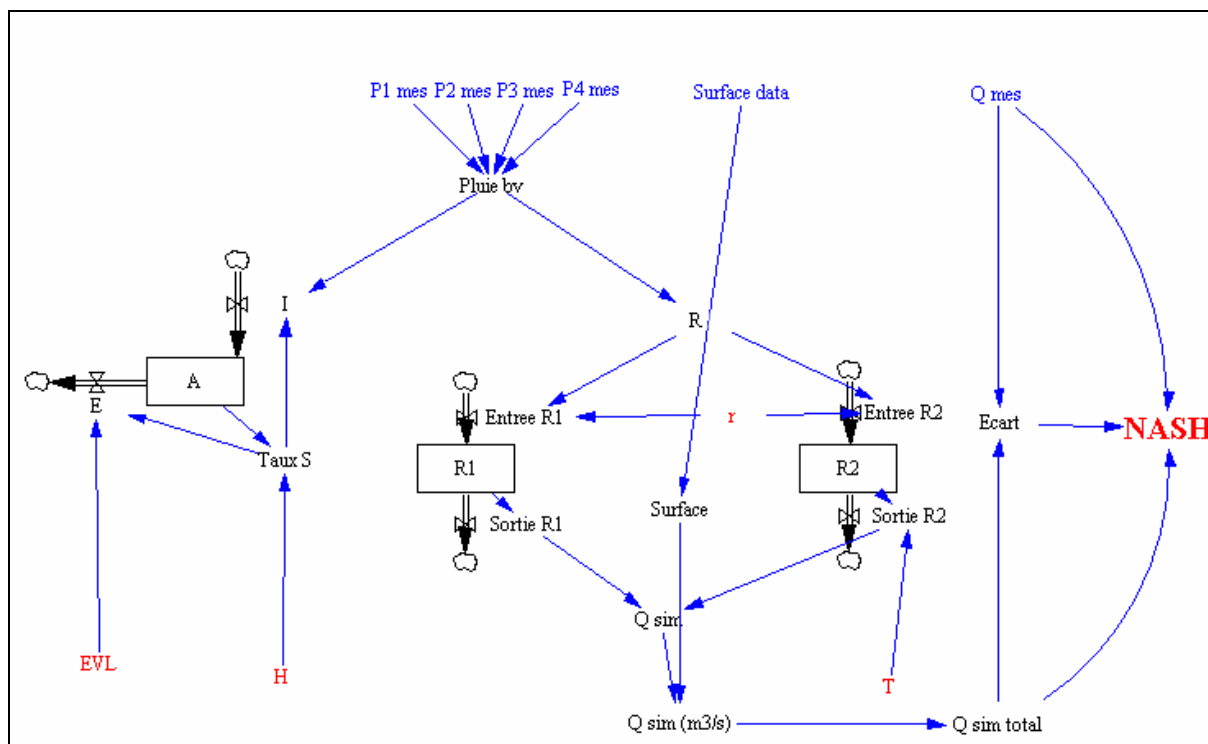 P1 mes P2 mes P3 mes P4 mes
Surface data
Q mes
Pluie bv
I
R
A
E
Entree R1
r
Entree R2
Ecart
NASH
Taux S
R1
R2
Sortie R1
Surface
Sortie R2
Q sim
EVL
H
T
Q sim (m3/s)
Q sim total